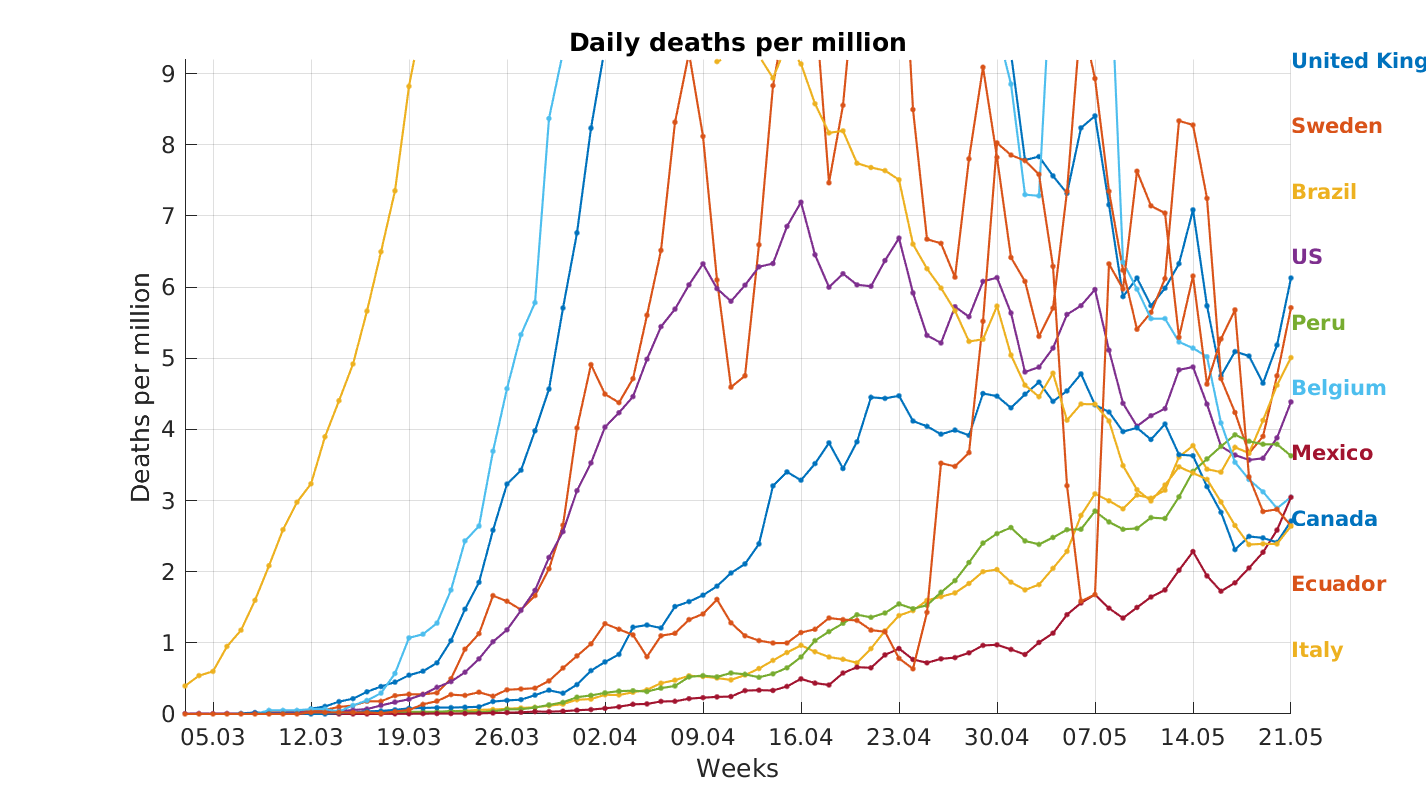 Daily deaths per million
United King
Sweden
Brazil
US
Peru
Belgium
Mexico
Canada
Ecuador
Italy
Deaths per million
9
8
7
6
5
4
3
2
1
0
05.03 12.03 19.03 26.03 02.04 09.04 16.04 23.04 30.04 07.05 14.05 21.05
Weeks